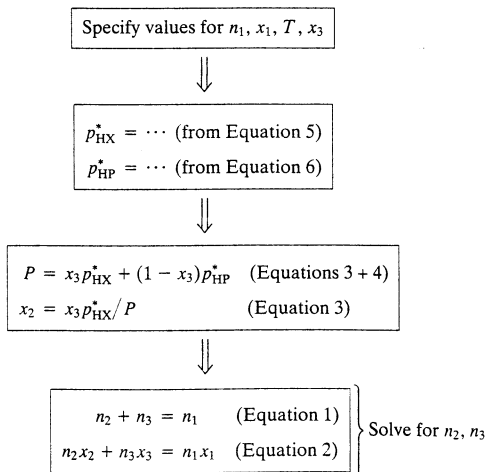 Specify values for n₁, x₁, T, x₃
p*HX = ··· (from Equation 5)
p*HP = ··· (from Equation 6)
P = x₃p*HX + (1 − x₃)p*HP (Equations 3 + 4)
x₂ = x₃p*HX/P (Equation 3)
n₂ + n₃ = n₁ (Equation 1)
n₂x₂ + n₃x₃ = n₁x₁ (Equation 2)
Solve for n₂, n₃